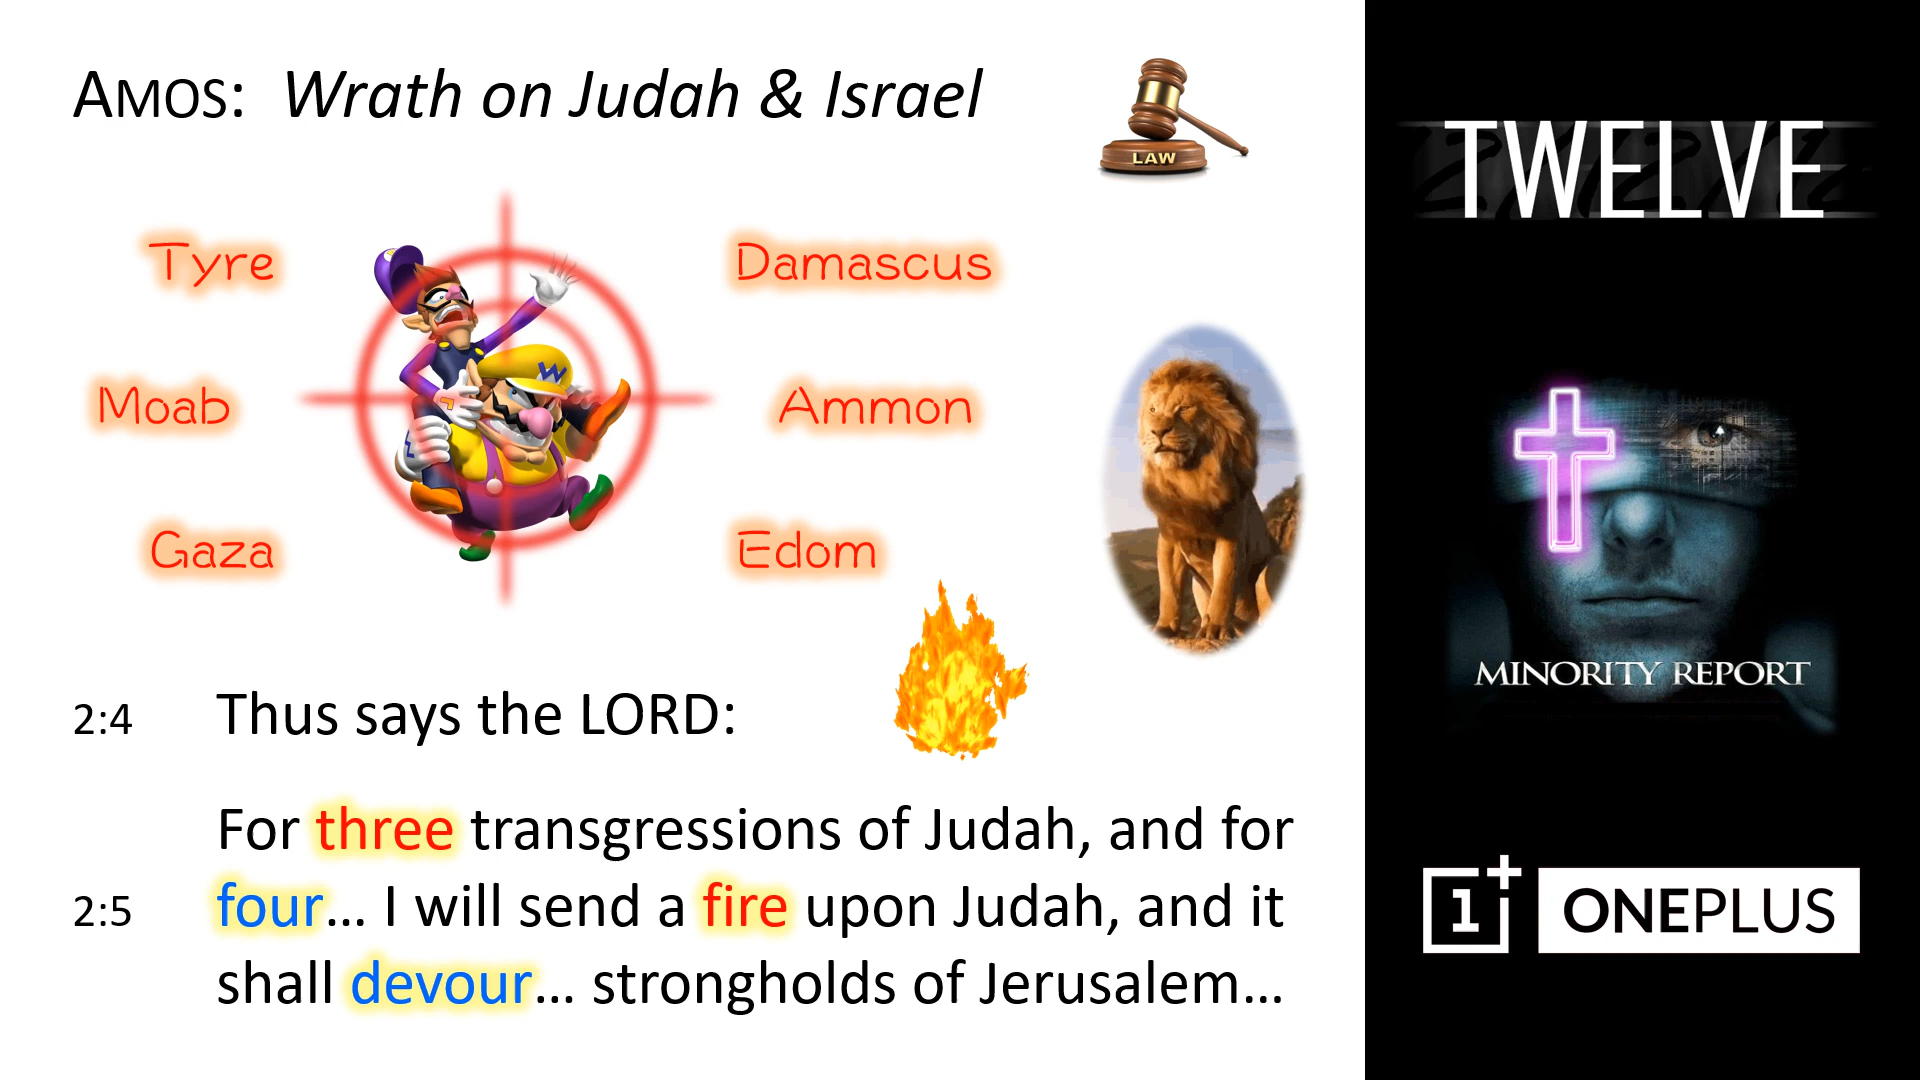 AMOS: Wrath on Judah & Israel
LAW
Tyre
Damascus
W
Moab
Ammon
Gaza
Edom
2:4 Thus says the LORD:
For three transgressions of Judah, and for
2:5 four... I will send a fire upon Judah, and it
shall devour... strongholds of Jerusalem...
TWELVE
MINORITY REPORT
1+ ONEPLUS